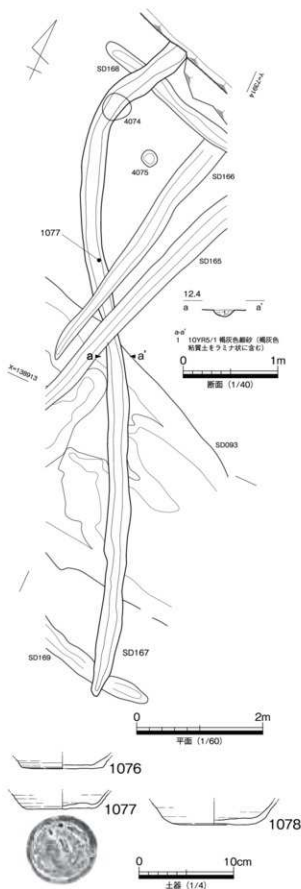 SD168
Y=73914
4074
4075
SD166
1077
SD165
12.4
a a'
a-a'
1 10YR5/1 褐灰色細砂（褐灰色
粘質土をラミナ状に含む）
0 1m
断面（1/40）
a a'
X=138913
SD093
SD169
SD167
0 2m
平面（1/60）
1076
1077
1078
0 10cm
土器（1/4）